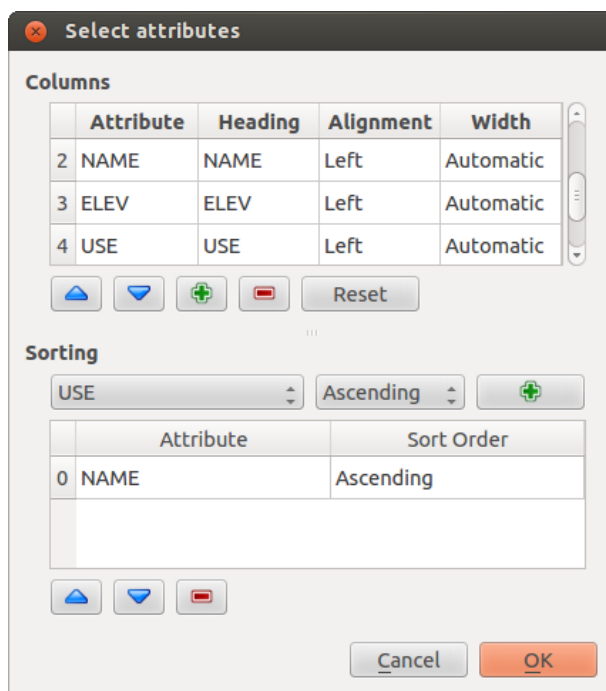 Select attributes
Columns
Attribute Heading Alignment Width
2 NAME NAME Left Automatic
3 ELEV ELEV Left Automatic
4 USE USE Left Automatic
Reset
Sorting
USE Ascending
Attribute Sort Order
0 NAME Ascending
Cancel OK